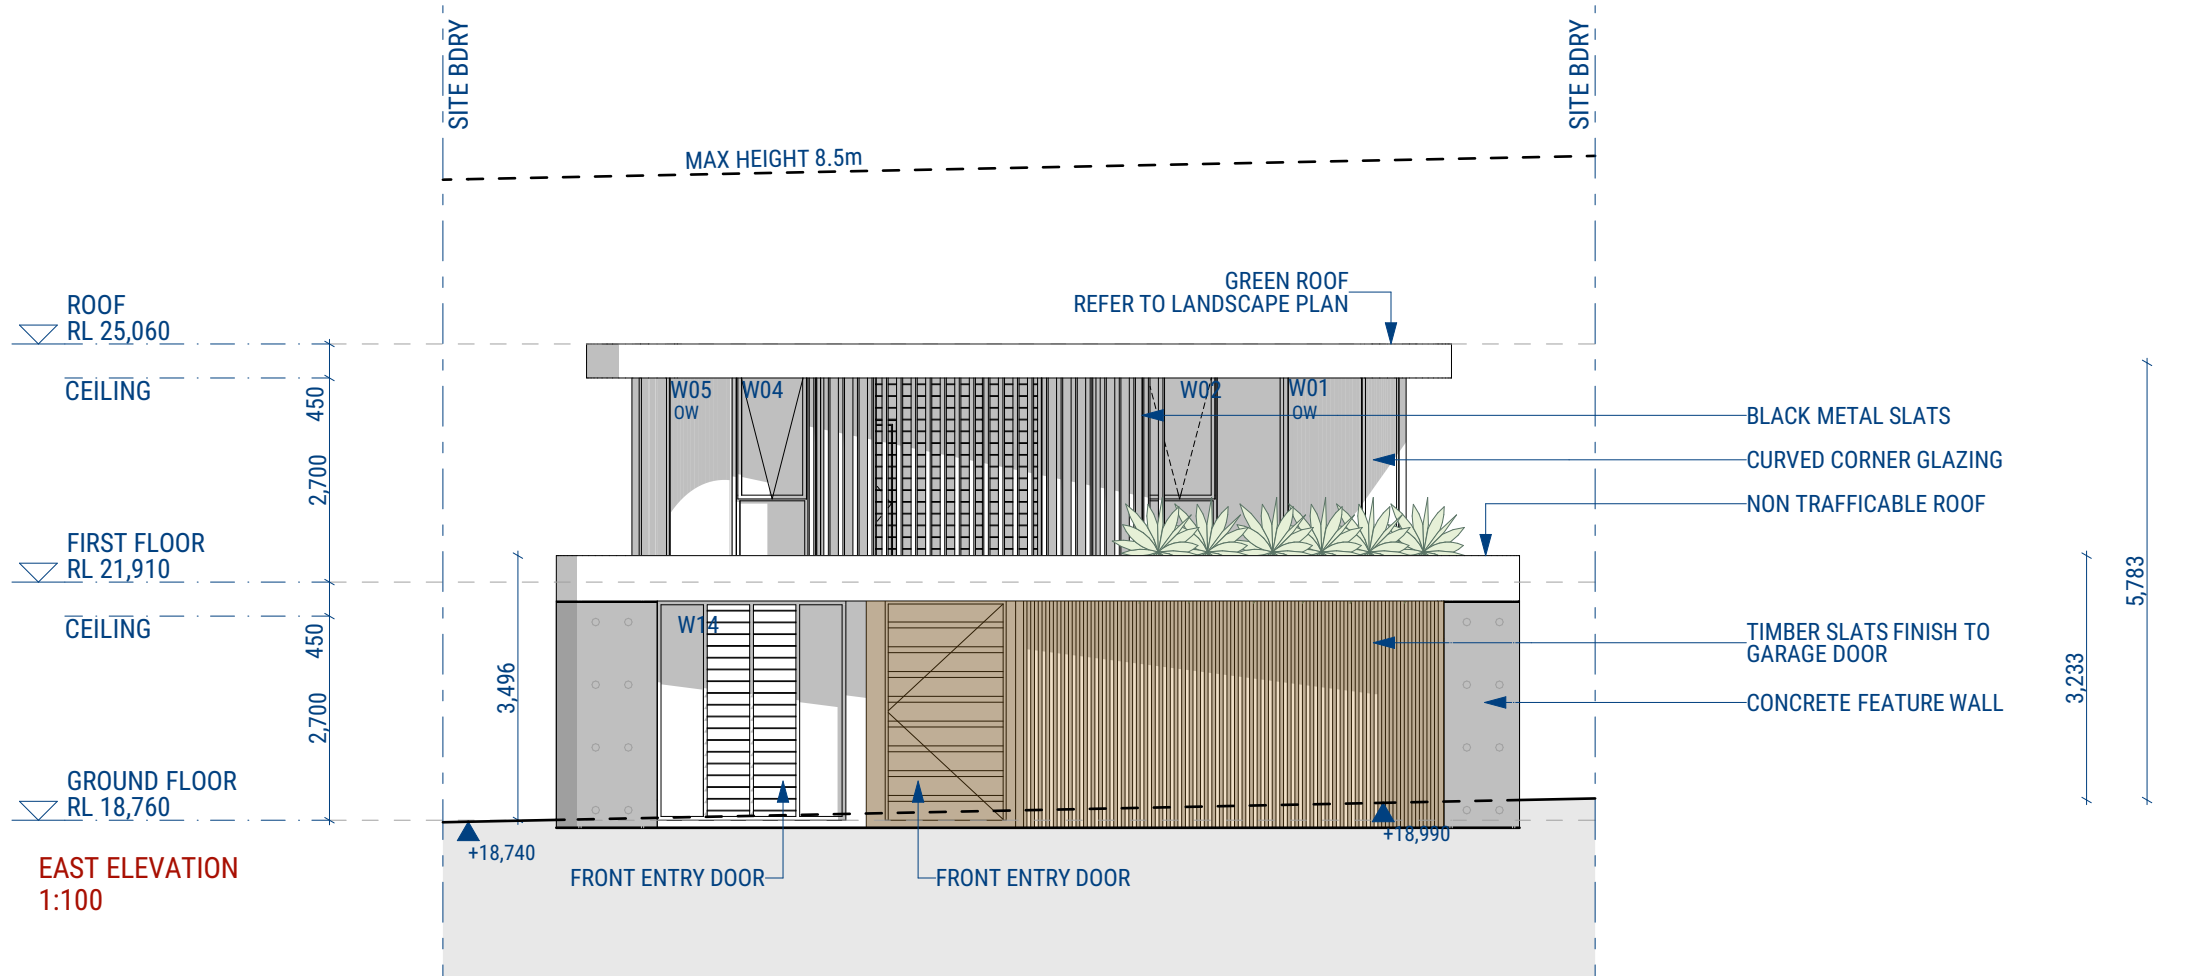 SITE BDRY
SITE BDRY
MAX HEIGHT 8.5m
GREEN ROOF
REFER TO LANDSCAPE PLAN
ROOF
RL 25,060
CEILING
450
2,700
FIRST FLOOR
RL 21,910
CEILING
450
2,700
GROUND FLOOR
RL 18,760
3,496
W05
OW
W04
W02
W01
OW
W14
BLACK METAL SLATS
CURVED CORNER GLAZING
NON TRAFFICABLE ROOF
TIMBER SLATS FINISH TO
GARAGE DOOR
CONCRETE FEATURE WALL
5,783
3,233
+18,740
+18,990
FRONT ENTRY DOOR
FRONT ENTRY DOOR
EAST ELEVATION
1:100